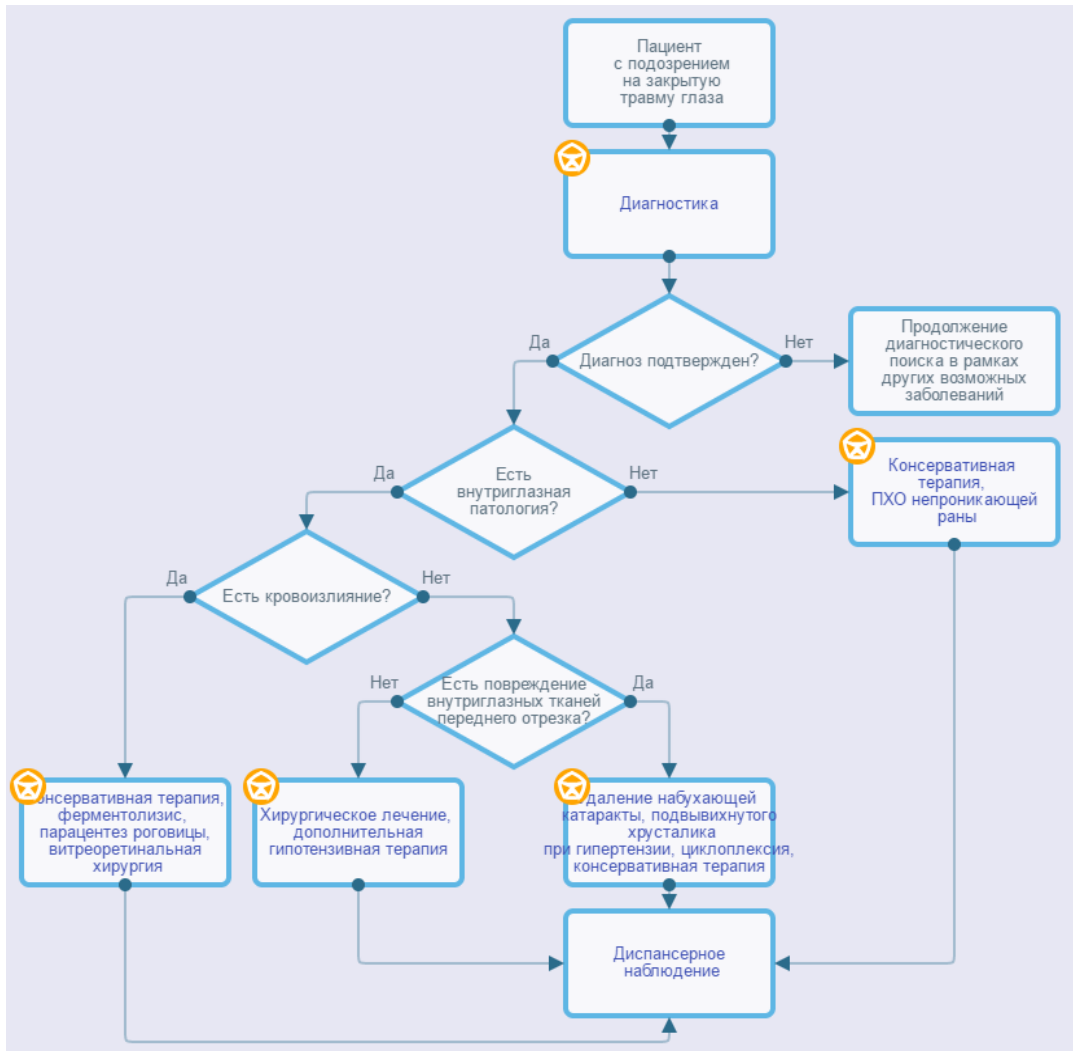 Пациент
с подозрением
на закрытую
травму глаза
Диагностика
Да
Диагноз подтвержден?
Нет
Продолжение
диагностического
поиска в рамках
других возможных
заболеваний
Да
Есть
внутриглазная
патология?
Нет
Консервативная
терапия,
ПХО непроникающей
раны
Да
Есть кровоизлияние?
Нет
Нет
Есть повреждение
внутриглазных тканей
переднего отрезка?
Да
онсервативная терапия,
ферментолизис,
парацентез роговицы,
витреоретинальная
хирургия
Хирургическое лечение,
дополнительная
гипотензивная терапия
Удаление набухающей
катаракты, подвывихнутого
хрусталика
при гипертензии, циклоплексия,
консервативная терапия
Диспансерное
наблюдение